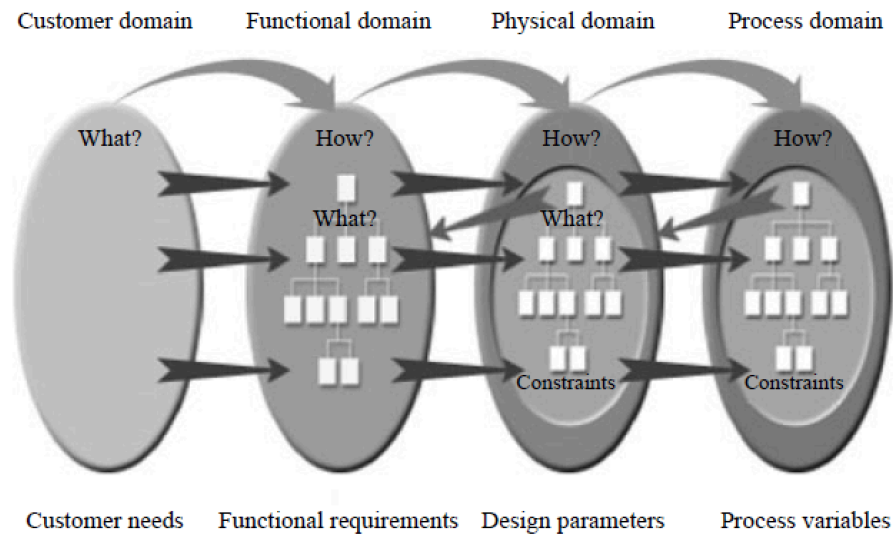 Customer domain
Functional domain
Physical domain
Process domain
What?
How?
How?
How?
What?
What?
Constraints
Constraints
Customer needs
Functional requirements
Design parameters
Process variables